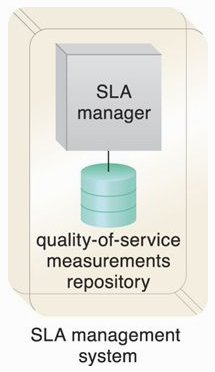 SLA
manager
quality-of-service
measurements
repository
SLA management
system